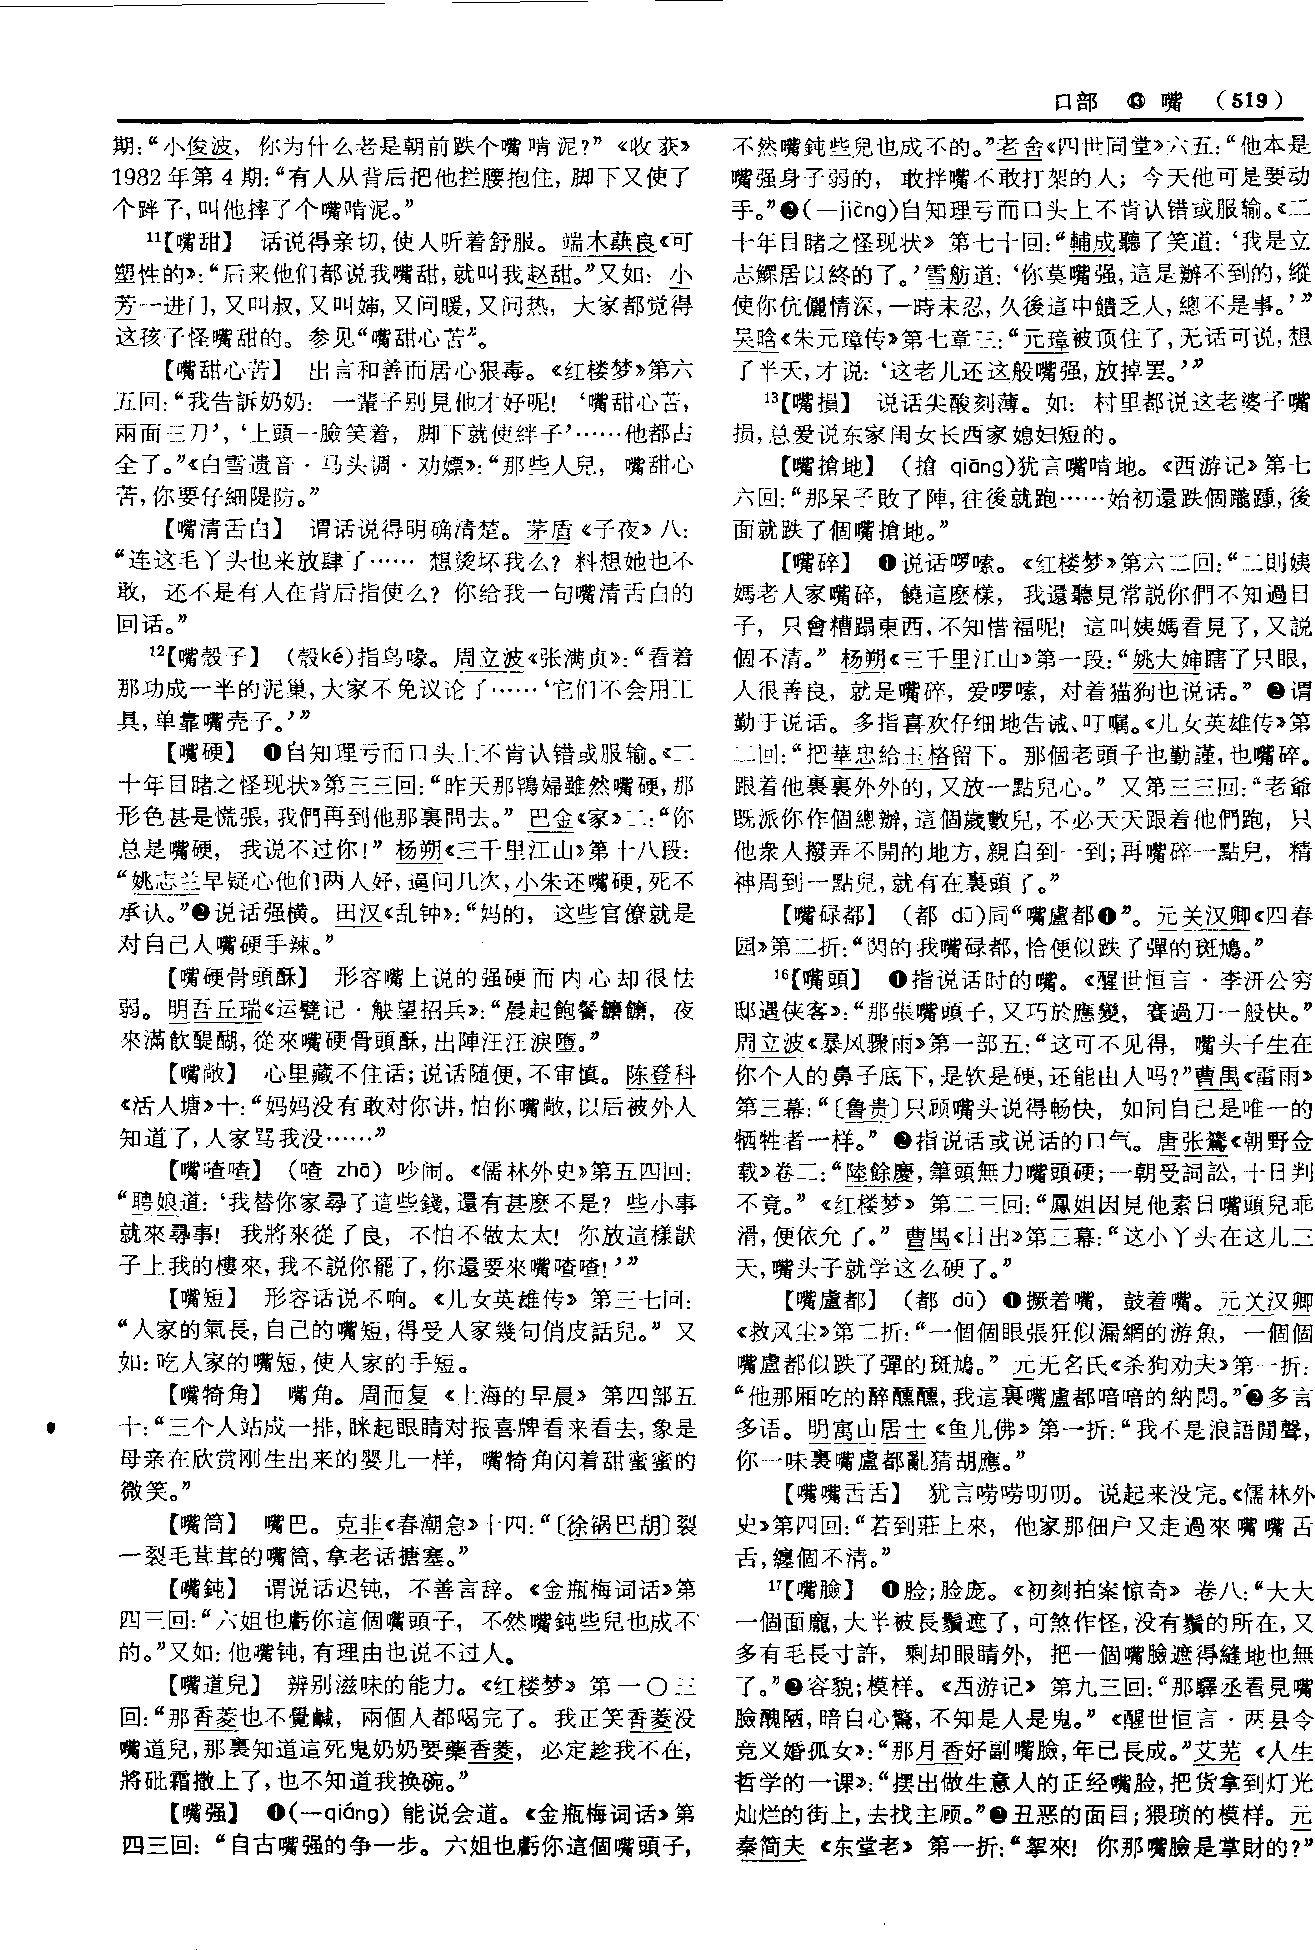 口部 ⓭ 嘴 (519)
期：“小俊波，你为什么老是朝前跌个嘴啃泥？”《收获》
1982年第4期：“有人从背后把他拦腰抱住，脚下又使了
个跘子，叫他摔了个嘴啃泥。”
11【嘴甜】 话说得亲切，使人听着舒服。端木蕻良《可
塑性的》：“后来他们都说我嘴甜，就叫我赵甜。”又如：小
芳一进门，又叫叔，又叫婶，又问暖，又问热，大家都觉得
这孩子怪嘴甜的。参见“嘴甜心苦”。
【嘴甜心苦】 出言和善而居心狠毒。《红楼梦》第六
五回：“我告訴奶奶：一輩子别見他才好呢！‘嘴甜心苦，
兩面三刀’，‘上頭一臉笑着，脚下就使絆子’……他都占
全了。”《白雪遗音·马头调·劝嫖》：“那些人兒，嘴甜心
苦，你要仔細隄防。”
【嘴清舌白】 谓话说得明确清楚。茅盾《子夜》八：
“连这毛丫头也来放肆了…… 想烫坏我么？料想她也不
敢，还不是有人在背后指使么？你给我一句嘴清舌白的
回话。”
12【嘴殻子】 （殻ké)指鸟喙。周立波《张满贞》：“看着
那功成一半的泥巢，大家不免议论了……‘它们不会用工
具，单靠嘴壳子。’”
【嘴硬】 ❶自知理亏而口头上不肯认错或服输。《二
十年目睹之怪现状》第三三回：“昨天那鸨婦雖然嘴硬，那
形色甚是慌張，我們再到他那裏問去。”巴金《家》二：“你
总是嘴硬，我说不过你！”杨朔《三千里江山》第十八段：
“姚志兰早疑心他们两人好，逼问几次，小朱还嘴硬，死不
承认。”❷说话强横。田汉《乱钟》：“妈的，这些官僚就是
对自己人嘴硬手辣。”
【嘴硬骨頭酥】 形容嘴上说的强硬而内心却很怯
弱。明吾丘瑞《运甓记·觖望招兵》：“晨起飽餐饝饝，夜
來滿飲醍醐，從來嘴硬骨頭酥，出陣汪汪淚墮。”
【嘴敞】 心里藏不住话；说话随便，不审慎。陈登科
《活人塘》十：“妈妈没有敢对你讲，怕你嘴敞，以后被外人
知道了，人家骂我没……”
【嘴喳喳】 （喳 zhā）吵闹。《儒林外史》第五四回：
“聘娘道：‘我替你家尋了這些錢，還有甚麽不是？些小事
就來尋事！我將來從了良，不怕不做太太！你放這樣獃
子上我的樓來，我不説你罷了，你還要來嘴喳喳！’”
【嘴短】 形容话说不响。《儿女英雄传》第三七回：
“人家的氣長，自己的嘴短，得受人家幾句俏皮話兒。”又
如：吃人家的嘴短，使人家的手短。
【嘴犄角】 嘴角。周而复《上海的早晨》第四部五
十：“三个人站成一排，眯起眼睛对报喜牌看来看去，象是
母亲在欣赏刚生出来的婴儿一样，嘴犄角闪着甜蜜蜜的
微笑。”
【嘴筒】 嘴巴。克非《春潮急》十四：“〔徐锅巴胡〕裂
一裂毛茸茸的嘴筒，拿老话搪塞。”
【嘴鈍】 谓说话迟钝，不善言辞。《金瓶梅词话》第
四三回：“六姐也虧你這個嘴頭子，不然嘴鈍些兒也成不
的。”又如：他嘴钝，有理由也说不过人。
【嘴道兒】 辨别滋味的能力。《红楼梦》第一〇三
回：“那香菱也不覺鹹，兩個人都喝完了。我正笑香菱没
嘴道兒，那裏知道這死鬼奶奶要藥香菱，必定趁我不在，
將砒霜撒上了，也不知道我换碗。”
【嘴强】 ❶(一qiáng) 能说会道。《金瓶梅词话》第
四三回：“自古嘴强的争一步。六姐也虧你這個嘴頭子，
不然嘴鈍些兒也成不的。”老舍《四世同堂》六五：“他本是
嘴强身子弱的，敢拌嘴不敢打架的人；今天他可是要动
手。”❷(一jiàng)自知理亏而口头上不肯认错或服输。《二
十年目睹之怪现状》第七十回：“輔成聽了笑道：‘我是立
志鰥居以終的了。’雪舫道：‘你莫嘴强，這是辦不到的，縱
使你伉儷情深，一時未忍，久後這中饋乏人，總不是事。’”
吴晗《朱元璋传》第七章三：“元璋被顶住了，无话可说，想
了半天，才说：‘这老儿还这般嘴强，放掉罢。’”
13【嘴損】 说话尖酸刻薄。如：村里都说这老婆子嘴
损，总爱说东家闺女长西家媳妇短的。
【嘴搶地】 （搶 qiāng)犹言嘴啃地。《西游记》第七
六回：“那呆子敗了陣，往後就跑……始初還跌個躘踵，後
面就跌了個嘴搶地。”
【嘴碎】 ❶说话啰嗦。《红楼梦》第六二回：“二則姨
媽老人家嘴碎，饒這麽樣，我還聽見常説你們不知過日
子，只會糟蹋東西，不知惜福呢！這叫姨媽看見了，又説
個不清。”杨朔《三千里江山》第一段：“姚大婶瞎了只眼，
人很善良，就是嘴碎，爱啰嗦，对着猫狗也说话。”❷谓
勤于说话。多指喜欢仔细地告诫、叮嘱。《儿女英雄传》第
二回：“把華忠给玉格留下。那個老頭子也勤謹，也嘴碎。
跟着他裏裏外外的，又放一點兒心。”又第三三回：“老爺
既派你作個總辦，這個歲數兒，不必天天跟着他們跑，只
他衆人撥弄不開的地方，親自到一到；再嘴碎一點兒，精
神周到一點兒，就有在裏頭了。”
【嘴碌都】 （都 dū)同“嘴盧都❶”。元关汉卿《四春
园》第二折：“閃的我嘴碌都，恰便似跌了彈的斑鳩。”
16【嘴頭】 ❶指说话时的嘴。《醒世恒言·李汧公穷
邸遇侠客》：“那張嘴頭子，又巧於應變，賽過刀一般快。”
周立波《暴风骤雨》第一部五：“这可不见得，嘴头子生在
你个人的鼻子底下，是软是硬，还能由人吗？”曹禺《雷雨》
第三幕：“〔鲁贵〕只顾嘴头说得畅快，如同自己是唯一的
牺牲者一样。”❷指说话或说话的口气。唐张鷟《朝野佥
载》卷二：“陸餘慶，筆頭無力嘴頭硬；一朝受詞訟，十日判
不竟。”《红楼梦》第二三回：“鳳姐因見他素日嘴頭兒乖
滑，便依允了。”曹禺《日出》第三幕：“这小丫头在这儿三
天，嘴头子就学这么硬了。”
【嘴盧都】 （都 dū）❶撅着嘴，鼓着嘴。元关汉卿
《救风尘》第二折：“一個個眼張狂似漏網的游魚，一個個
嘴盧都似跌了彈的斑鳩。”元无名氏《杀狗劝夫》第一折：
“他那厢吃的醉醺醺，我這裏嘴盧都喑喑的納悶。”❷多言
多语。明寓山居士《鱼儿佛》第一折：“我不是浪語閒聲，
你一味裏嘴盧都亂猜胡應。”
【嘴嘴舌舌】 犹言唠唠叨叨。说起来没完。《儒林外
史》第四回：“若到莊上來，他家那佃户又走過來嘴嘴舌
舌，纏個不清。”
17【嘴臉】 ❶脸；脸庞。《初刻拍案惊奇》卷八：“大大
一個面龐，大半被長鬚遮了，可煞作怪，没有鬚的所在，又
多有毛長寸許，剩却眼睛外，把一個嘴臉遮得縫地也無
了。”❷容貌；模样。《西游记》第九三回：“那驛丞看見嘴
臉醜陋，暗自心驚，不知是人是鬼。”《醒世恒言·两县令
竞义婚孤女》：“那月香好副嘴臉，年已長成。”艾芜《人生
哲学的一课》：“摆出做生意人的正经嘴脸，把货拿到灯光
灿烂的街上，去找主顾。”❸丑恶的面目；猥琐的模样。元
秦简夫《东堂老》第一折：“拏來！你那嘴臉是掌財的？”